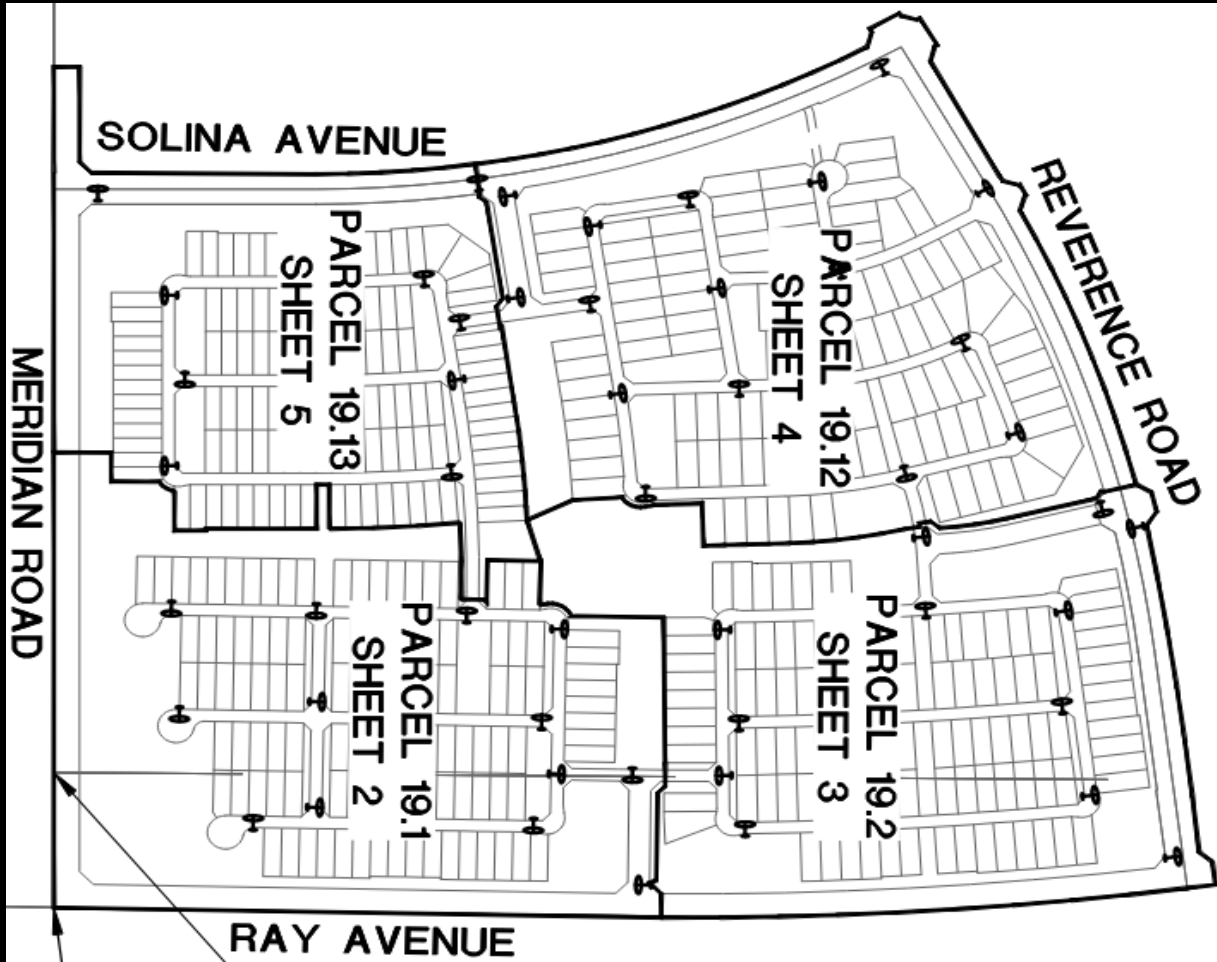 SOLINA AVENUE
REVERENCE ROAD
PARCEL 19.13
SHEET 5
PARCEL 19.12
SHEET 4
MERIDIAN ROAD
PARCEL 19.1
SHEET 2
PARCEL 19.2
SHEET 3
RAY AVENUE